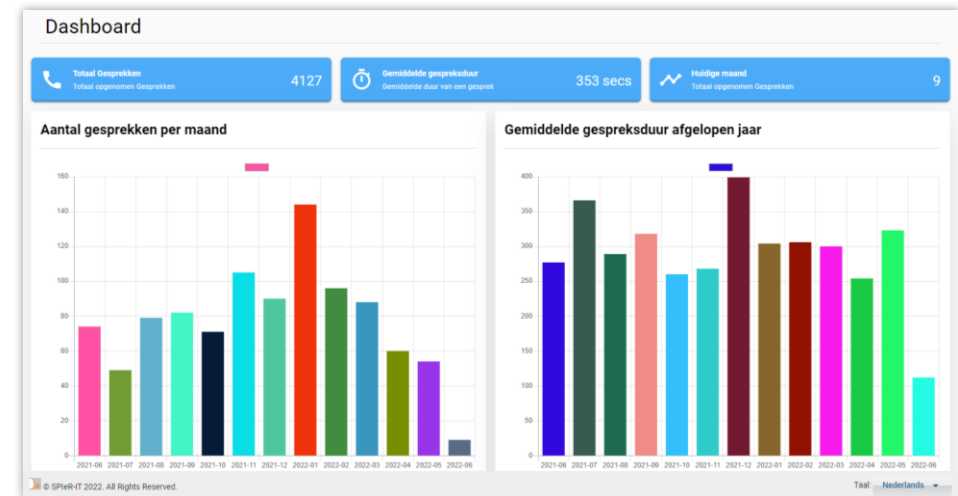 Dashboard
Totaal Gesprekken
Totaal opgenomen Gesprekken
4127
Gemiddelde gespreksduur
Gemiddelde duur van een gesprek
353 secs
Huidige maand
Totaal opgenomen Gesprekken
9
Aantal gesprekken per maand
160
140
120
100
80
60
40
20
0
2021-06 2021-07 2021-08 2021-09 2021-10 2021-11 2021-12 2022-01 2022-02 2022-03 2022-04 2022-05 2022-06
Gemiddelde gespreksduur afgelopen jaar
400
350
300
250
200
150
100
50
0
2021-06 2021-07 2021-08 2021-09 2021-10 2021-11 2021-12 2022-01 2022-02 2022-03 2022-04 2022-05 2022-06
© SPieR-IT 2022. All Rights Reserved.
Taal: Nederlands